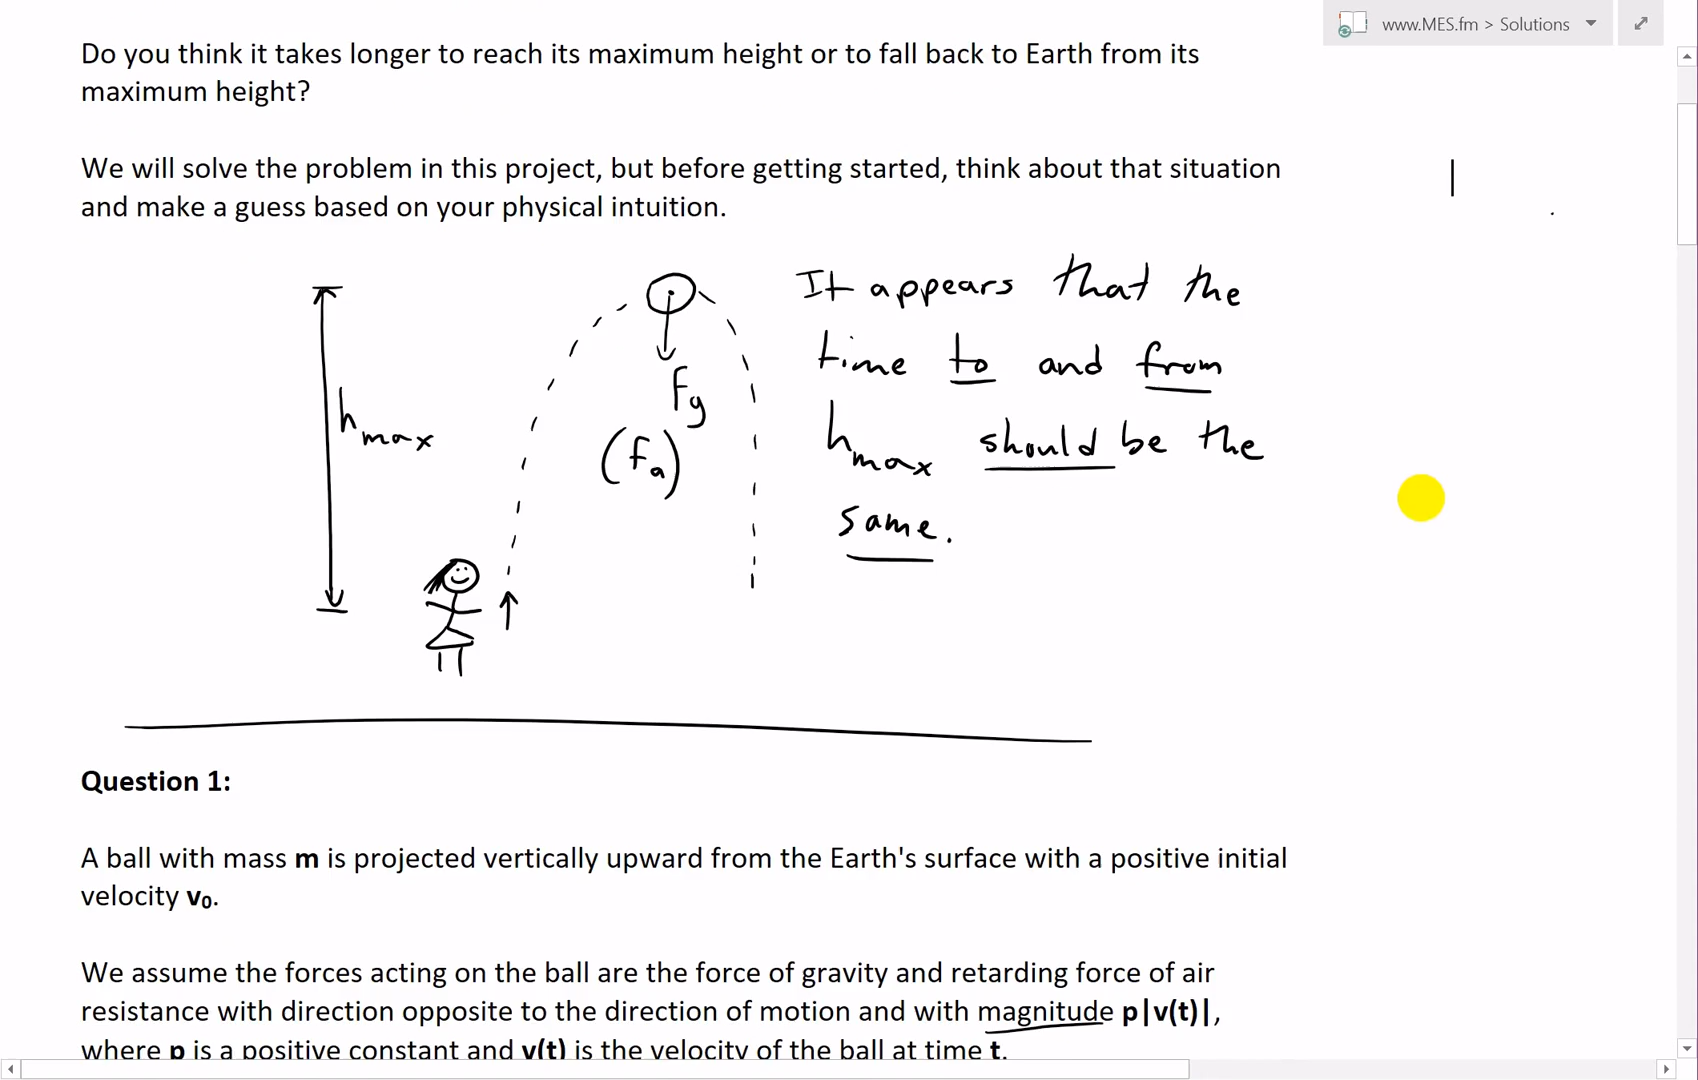 www.MES.fm > Solutions
Do you think it takes longer to reach its maximum height or to fall back to Earth from its
maximum height?
We will solve the problem in this project, but before getting started, think about that situation
and make a guess based on your physical intuition.
It appears that the
time to and from
hmax should be the
same.
hmax
Fg
(Fa)
Question 1:
A ball with mass m is projected vertically upward from the Earth's surface with a positive initial
velocity v₀.
We assume the forces acting on the ball are the force of gravity and retarding force of air
resistance with direction opposite to the direction of motion and with magnitude p|v(t)|,
where p is a positive constant and v(t) is the velocity of the ball at time t.